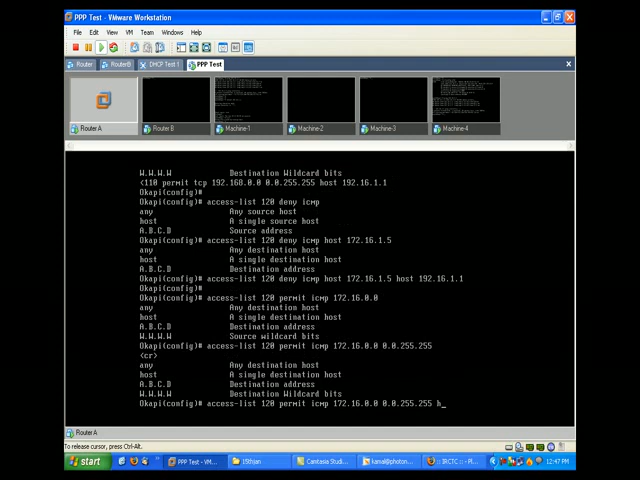 PPP Test - VMware Workstation
File Edit View VM Team Windows Help
Router RouterB DHCP Test 1 PPP Test
Router A Router B Machine-1 Machine-2 Machine-3 Machine-4
W.W.W.W Destination Wildcard bits
<110 permit tcp 192.168.0.0 0.0.255.255 host 192.16.1.1
Okapi(config)#
Okapi(config)# access-list 120 deny icmp
any Any source host
host A single source host
A.B.C.D Source address
Okapi(config)# access-list 120 deny icmp host 172.16.1.5
any Any destination host
host A single destination host
A.B.C.D Destination address
Okapi(config)# access-list 120 deny icmp host 172.16.1.5 host 192.16.1.1
Okapi(config)#
Okapi(config)# access-list 120 permit icmp 172.16.0.0
any Any destination host
host A single destination host
A.B.C.D Destination address
W.W.W.W Source wildcard bits
Okapi(config)# access-list 120 permit icmp 172.16.0.0 0.0.255.255
<cr>
any Any destination host
host A single destination host
A.B.C.D Destination address
W.W.W.W Destination Wildcard bits
Okapi(config)# access-list 120 permit icmp 172.16.0.0 0.0.255.255 h_
Router A
To release cursor, press Ctrl-Alt.
start PPP Test - VM... 15thjan Camtasia Studi... kamal@photon... :: IRCTC :: - Pl... 12:47 PM